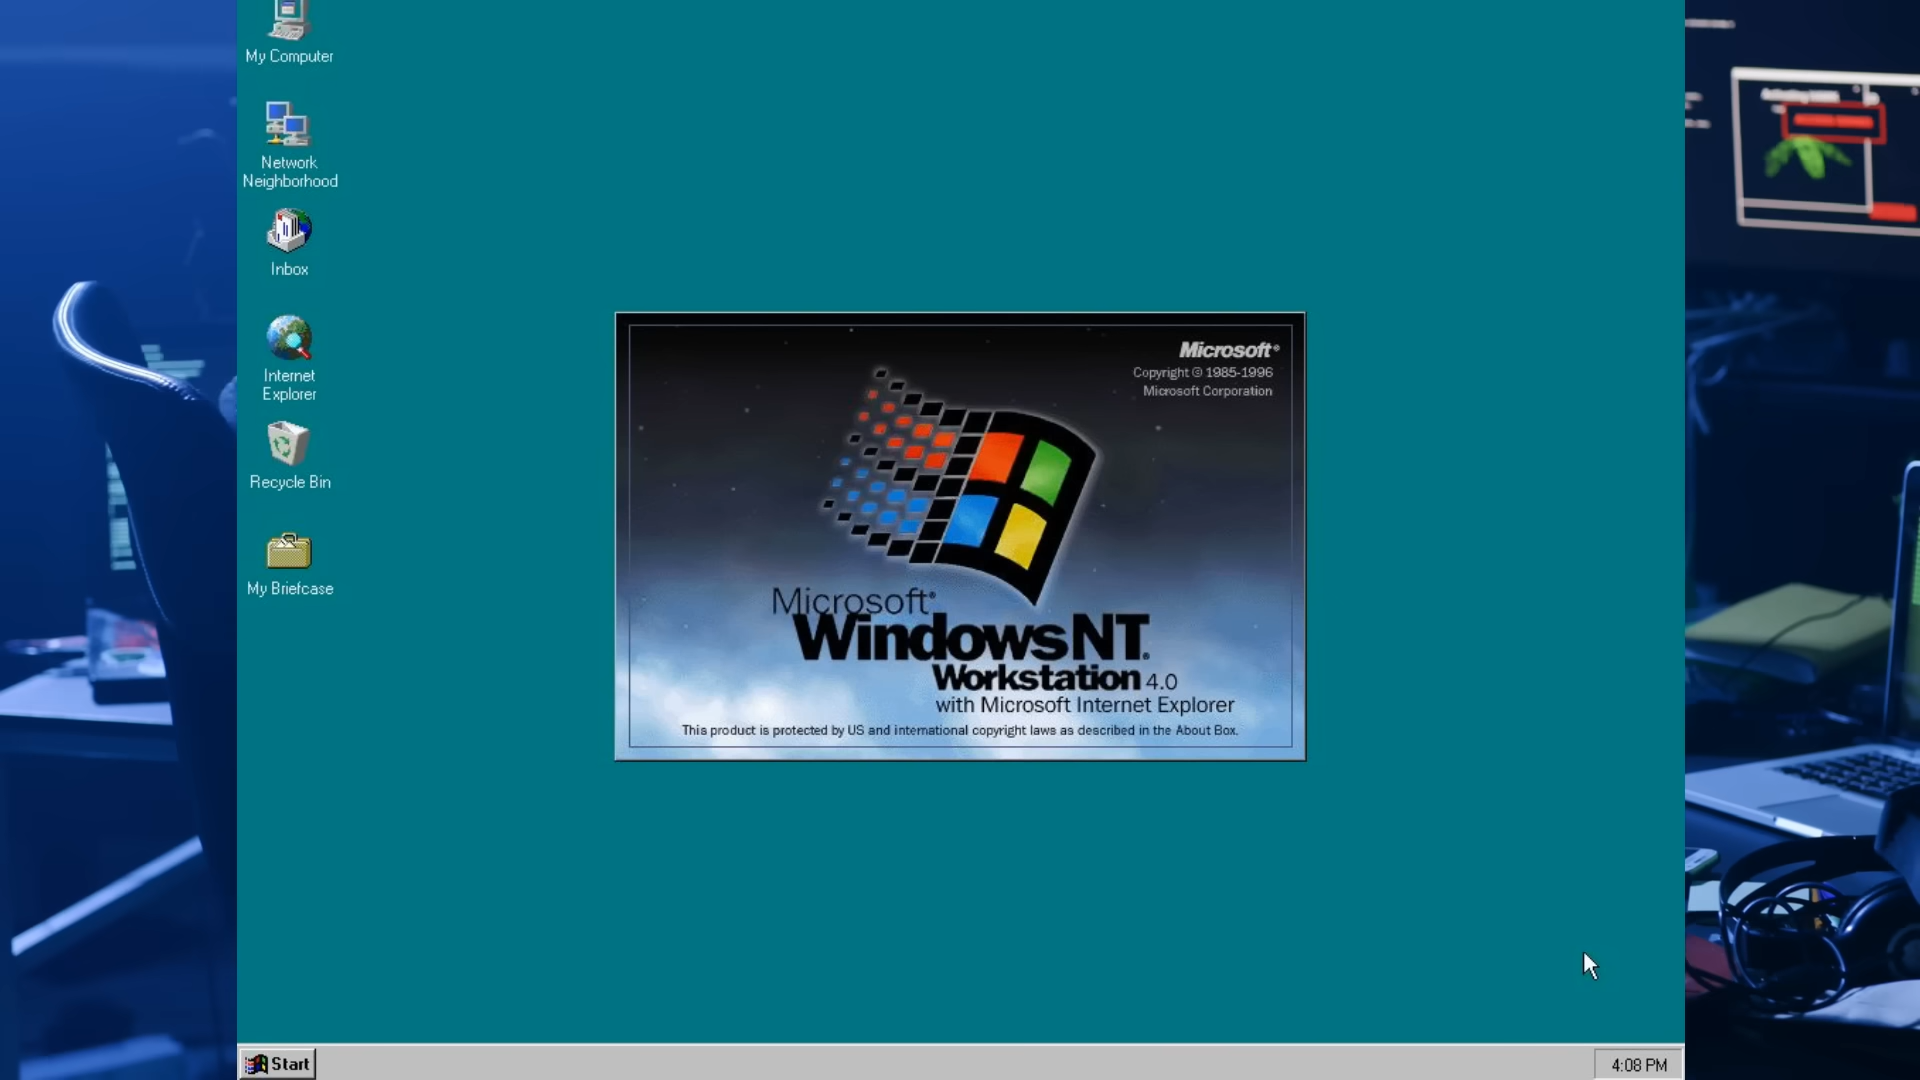 My Computer
Network
Neighborhood
Inbox
Internet
Explorer
Recycle Bin
My Briefcase
Microsoft®
Copyright © 1985-1996
Microsoft Corporation
Microsoft®
Windows NT®
Workstation 4.0
with Microsoft Internet Explorer
This product is protected by US and international copyright laws as described in the About Box.
Start
4:08 PM